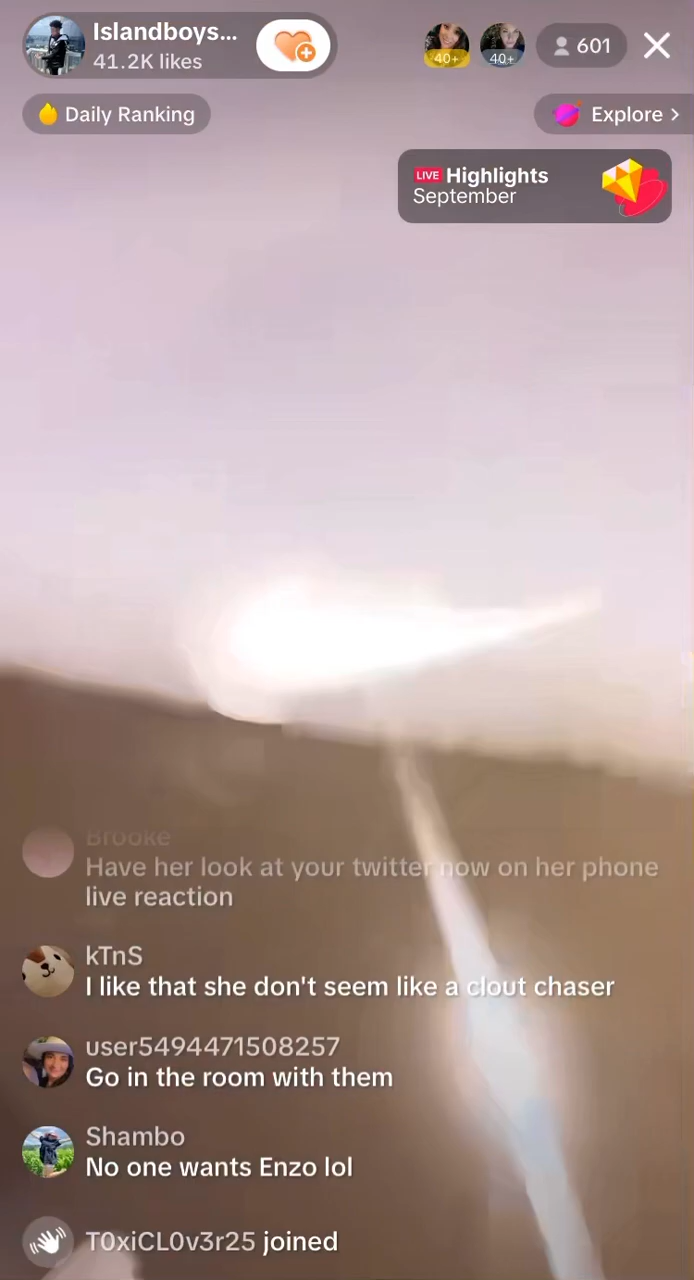 Islandboys...
41.2K likes
40+
40+
601
Daily Ranking
Explore >
LIVE Highlights
September
Brooke
Have her look at your twitter now on her phone
live reaction
kTnS
I like that she don't seem like a clout chaser
user5494471508257
Go in the room with them
Shambo
No one wants Enzo lol
T0xiCL0v3r25 joined